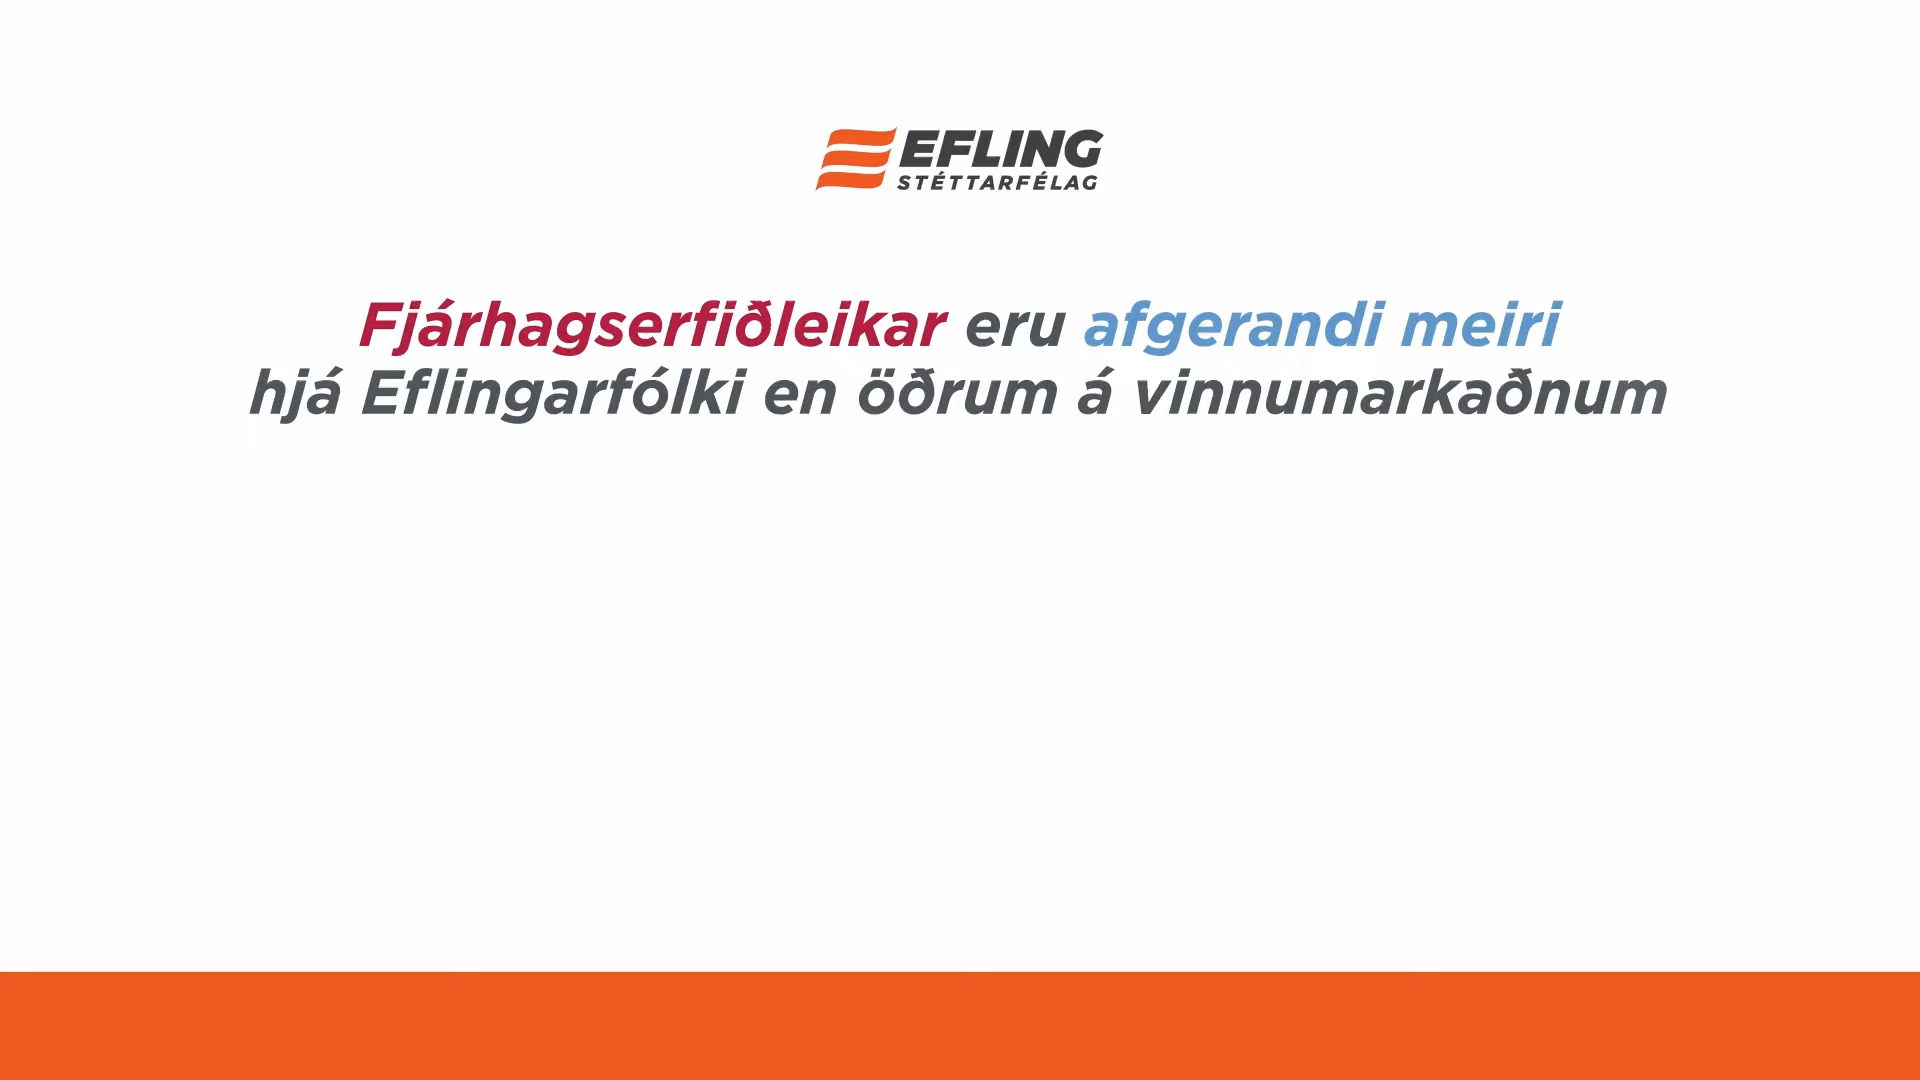 EFLING
STÉTTARFÉLAG
Fjárhagserfiðleikar eru afgerandi meiri
hjá Eflingarfólki en öðrum á vinnumarkaðnum